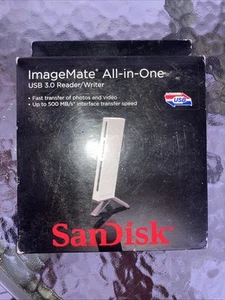 ImageMate® All-in-One
USB 3.0 Reader/Writer
• Fast transfer of photos and video
• Up to 500 MB/s* interface transfer speed
USB
SanDisk